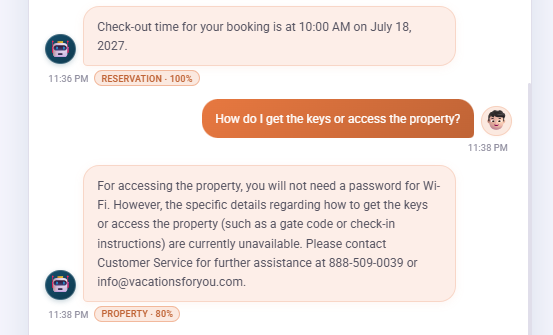 Check-out time for your booking is at 10:00 AM on July 18,
2027.
11:36 PM RESERVATION · 100%
How do I get the keys or access the property?
11:38 PM
For accessing the property, you will not need a password for Wi-
Fi. However, the specific details regarding how to get the keys
or access the property (such as a gate code or check-in
instructions) are currently unavailable. Please contact
Customer Service for further assistance at 888-509-0039 or
info@vacationsforyou.com.
11:38 PM PROPERTY · 80%